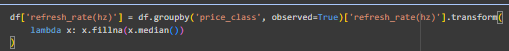 df['refresh_rate(hz)'] = df.groupby('price_class', observed=True)['refresh_rate(hz)'].transform(
    lambda x: x.fillna(x.median())
)